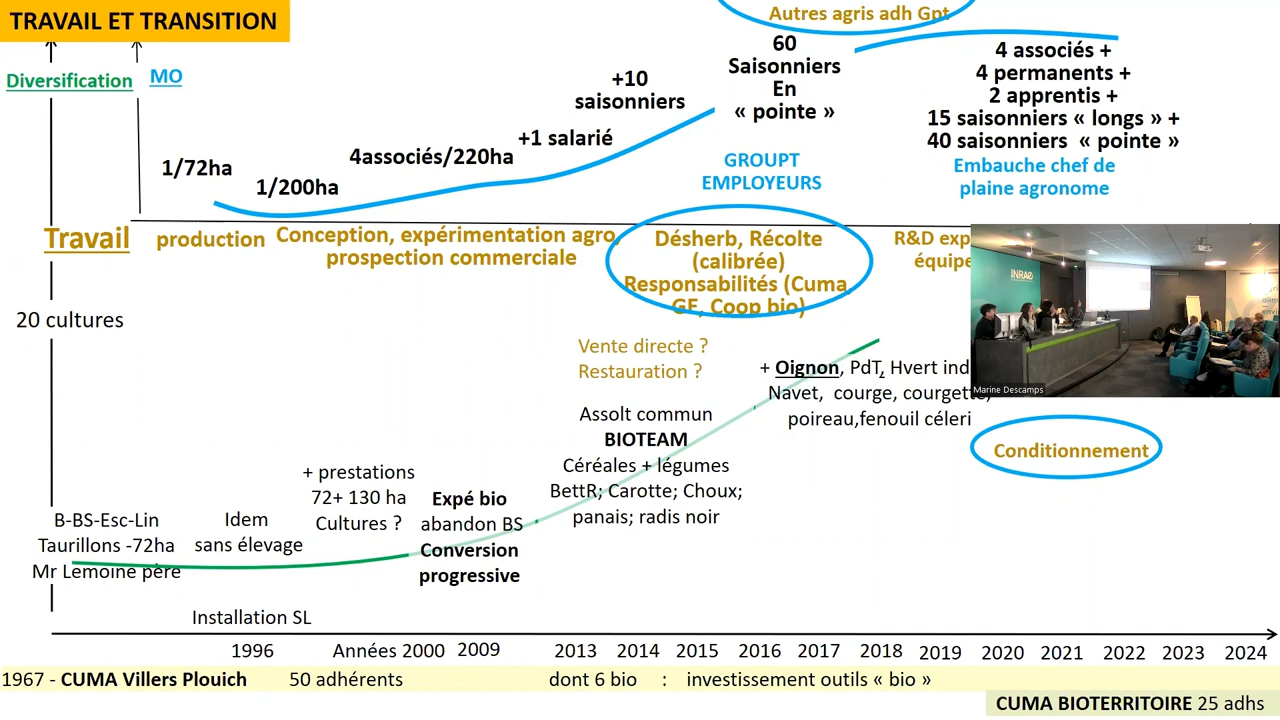 TRAVAIL ET TRANSITION
Autres agris adh Gpt
Diversification
MO
1/72ha
1/200ha
4associés/220ha
+1 salarié
+10
saisonniers
60
Saisonniers
En
« pointe »
GROUPT
EMPLOYEURS
4 associés +
4 permanents +
2 apprentis +
15 saisonniers « longs » +
40 saisonniers « pointe »
Embauche chef de
plaine agronome
Travail
production
Conception, expérimentation agro,
prospection commerciale
Désherb, Récolte
(calibrée)
Responsabilités (Cuma,
GE, Coop bio)
R&D exp
équipe
INRAE
Marine Descamps
20 cultures
Vente directe ?
Restauration ?
+ Oignon, PdT, Hvert ind
Navet, courge, courgette,
poireau,fenouil céleri
Conditionnement
Assolt commun
BIOTEAM
Céréales + légumes
BettR; Carotte; Choux;
panais; radis noir
+ prestations
72+ 130 ha
Cultures ?
Expé bio
abandon BS
Conversion
progressive
B-BS-Esc-Lin
Taurillons -72ha
Mr Lemoine père
Idem
sans élevage
Installation SL
1996 Années 2000 2009 2013 2014 2015 2016 2017 2018 2019 2020 2021 2022 2023 2024
1967 - CUMA Villers Plouich 50 adhérents dont 6 bio : investissement outils « bio »
CUMA BIOTERRITOIRE 25 adhs